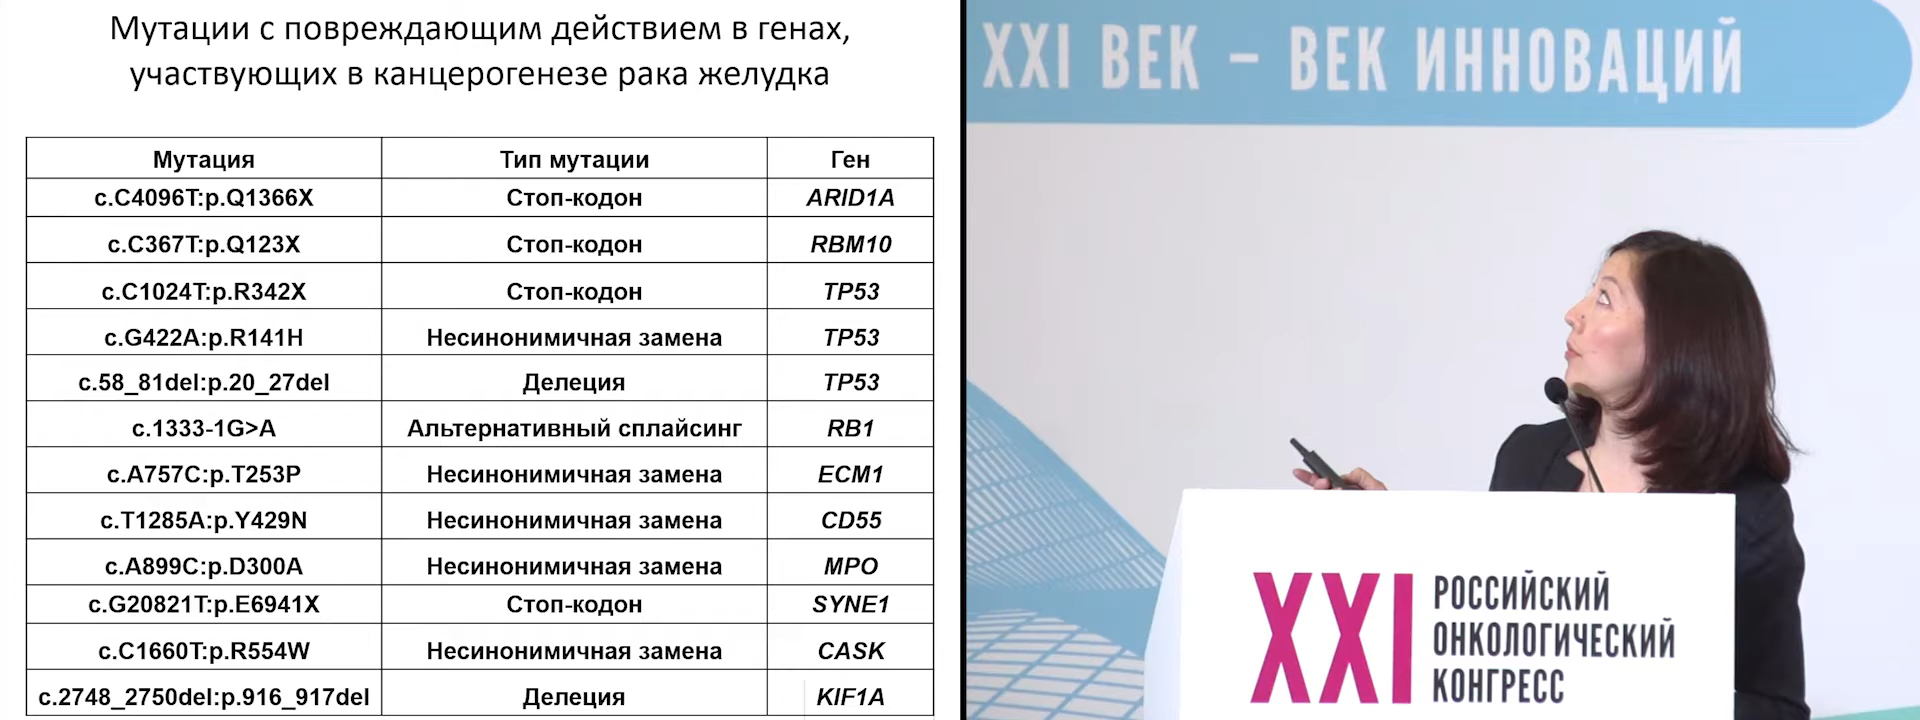 Мутации с повреждающим действием в генах,
участвующих в канцерогенезе рака желудка
Мутация Тип мутации Ген
c.C4096T:p.Q1366X Стоп-кодон ARID1A
c.C367T:p.Q123X Стоп-кодон RBM10
c.C1024T:p.R342X Стоп-кодон TP53
c.G422A:p.R141H Несинонимичная замена TP53
c.58_81del:p.20_27del Делеция TP53
c.1333-1G>A Альтернативный сплайсинг RB1
c.A757C:p.T253P Несинонимичная замена ECM1
c.T1285A:p.Y429N Несинонимичная замена CD55
c.A899C:p.D300A Несинонимичная замена MPO
c.G20821T:p.E6941X Стоп-кодон SYNE1
c.C1660T:p.R554W Несинонимичная замена CASK
c.2748_2750del:p.916_917del Делеция KIF1A
XXI ВЕК – ВЕК ИННОВАЦИЙ
XXI
РОССИЙСКИЙ
ОНКОЛОГИЧЕСКИЙ
КОНГРЕСС